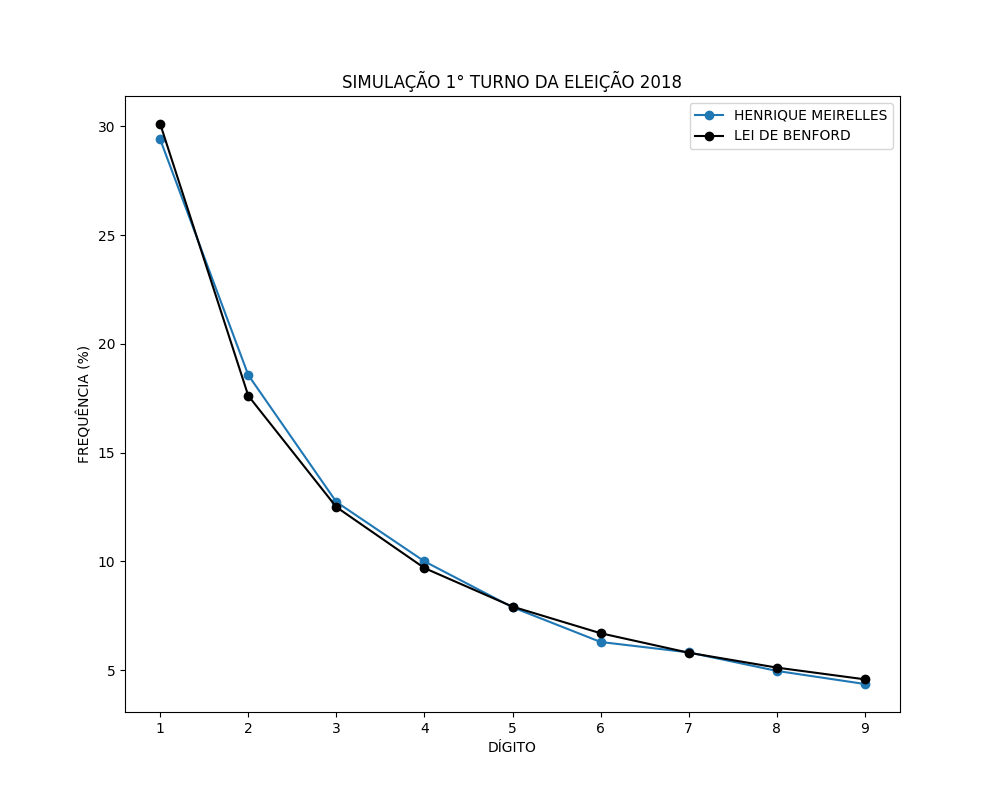 SIMULAÇÃO 1° TURNO DA ELEIÇÃO 2018
HENRIQUE MEIRELLES
LEI DE BENFORD
FREQUÊNCIA (%)
30
25
20
15
10
5
1 2 3 4 5 6 7 8 9
DÍGITO